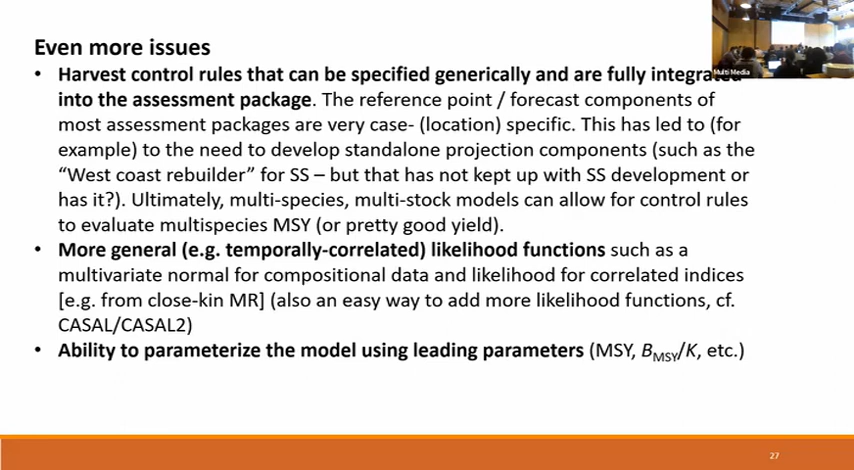 Even more issues
• Harvest control rules that can be specified generically and are fully integrated
into the assessment package. The reference point / forecast components of
most assessment packages are very case- (location) specific. This has led to (for
example) to the need to develop standalone projection components (such as the
“West coast rebuilder” for SS – but that has not kept up with SS development or
has it?). Ultimately, multi-species, multi-stock models can allow for control rules
to evaluate multispecies MSY (or pretty good yield).
• More general (e.g. temporally-correlated) likelihood functions such as a
multivariate normal for compositional data and likelihood for correlated indices
[e.g. from close-kin MR] (also an easy way to add more likelihood functions, cf.
CASAL/CASAL2)
• Ability to parameterize the model using leading parameters (MSY, BMSY/K, etc.)
Multi Media
27